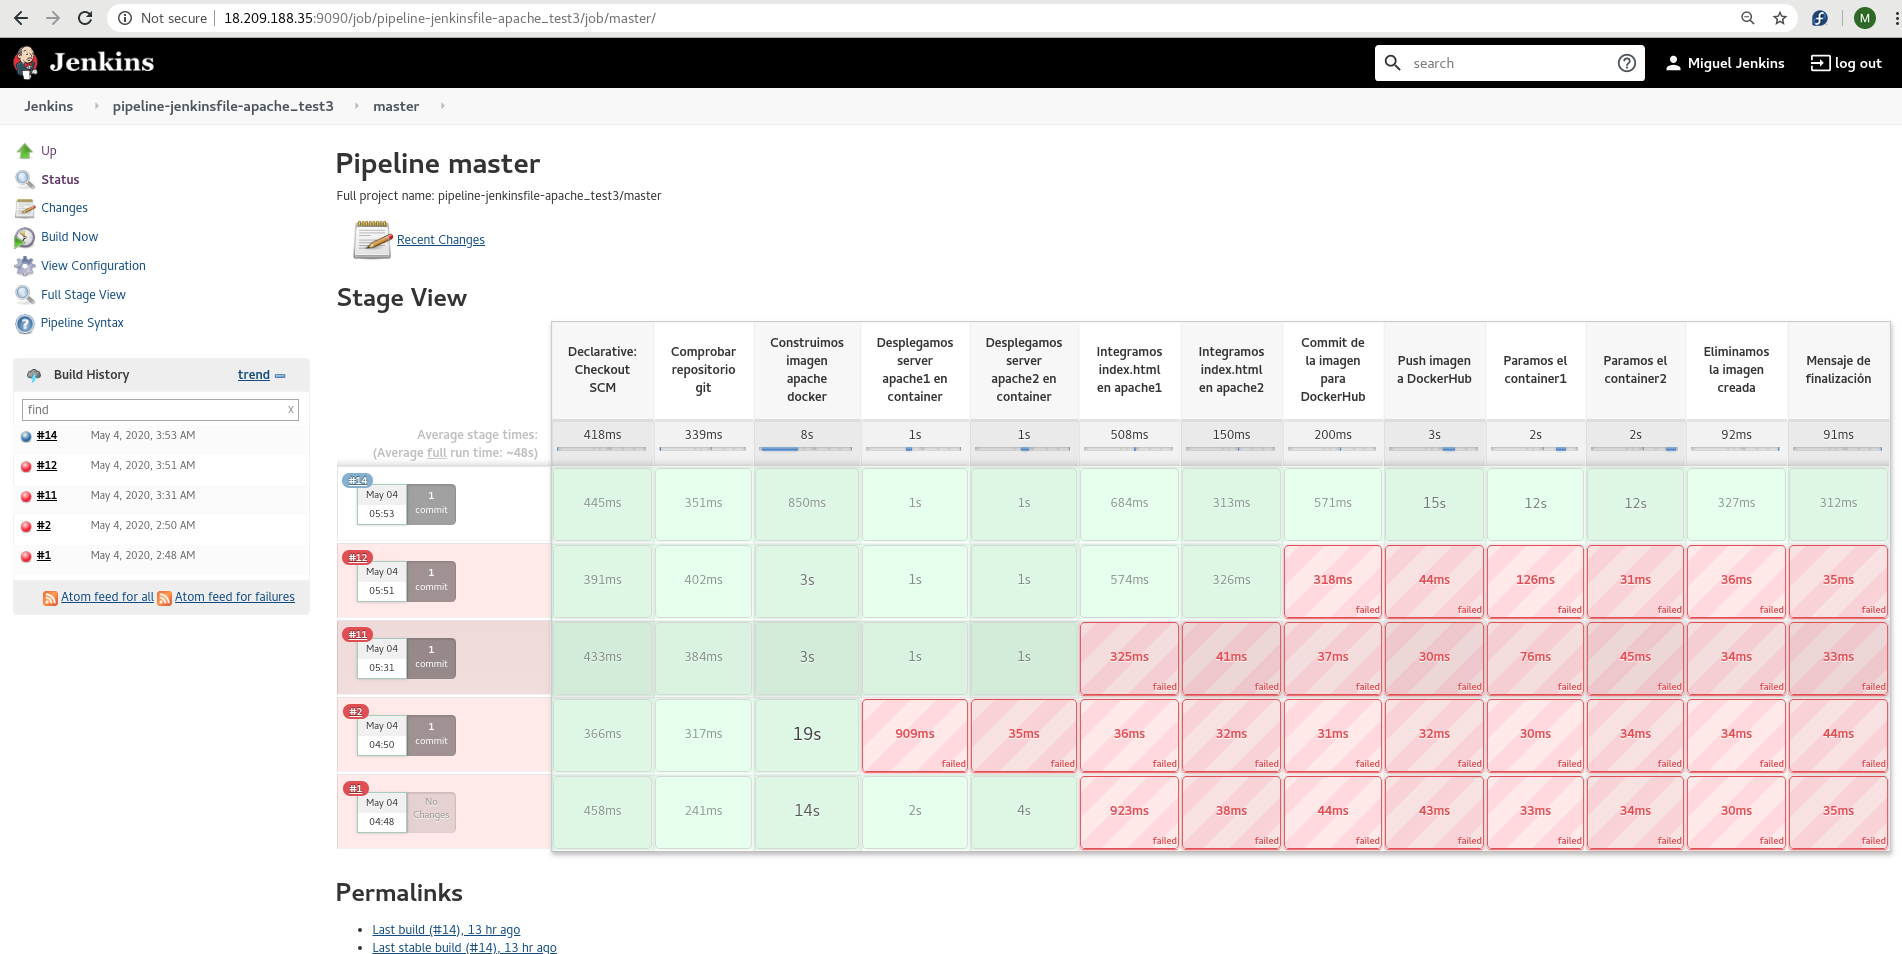 Not secure 18.209.188.35:9090/job/pipeline-jenkinsfile-apache_test3/job/master/
M
Jenkins
search
Miguel Jenkins
log out
Jenkins pipeline-jenkinsfile-apache_test3 master
Up
Status
Changes
Build Now
View Configuration
Full Stage View
Pipeline Syntax
Build History trend
find x
#14 May 4, 2020, 3:53 AM
#12 May 4, 2020, 3:51 AM
#11 May 4, 2020, 3:31 AM
#2 May 4, 2020, 2:50 AM
#1 May 4, 2020, 2:48 AM
Atom feed for all Atom feed for failures
Pipeline master
Full project name: pipeline-jenkinsfile-apache_test3/master
Recent Changes
Stage View
Declarative:
Checkout
SCM
Comprobar
repositorio
git
Construimos
imagen
apache
docker
Desplegamos
server
apache1 en
container
Desplegamos
server
apache2 en
container
Integramos
index.html
en apache1
Integramos
index.html
en apache2
Commit de
la imagen
para
DockerHub
Push imagen
a DockerHub
Paramos el
container1
Paramos el
container2
Eliminamos
la imagen
creada
Mensaje de
finalización
Average stage times:
(Average full run time: ~48s)
418ms 339ms 8s 1s 1s 508ms 150ms 200ms 3s 2s 2s 92ms 91ms
#14
May 04
05:53
1
commit
445ms 351ms 850ms 1s 1s 684ms 313ms 571ms 15s 12s 12s 327ms 312ms
#12
May 04
05:51
1
commit
391ms 402ms 3s 1s 1s 574ms 326ms 318ms 44ms 126ms 31ms 36ms 35ms
failed failed failed failed failed failed
#11
May 04
05:31
1
commit
433ms 384ms 3s 1s 1s 325ms 41ms 37ms 30ms 76ms 45ms 34ms 33ms
failed failed failed failed failed failed failed failed
#2
May 04
04:50
1
commit
366ms 317ms 19s 909ms 35ms 36ms 32ms 31ms 32ms 30ms 34ms 34ms 44ms
failed failed failed failed failed failed failed failed failed failed
#1
May 04
04:48
No
Changes
458ms 241ms 14s 2s 4s 923ms 38ms 44ms 43ms 33ms 34ms 30ms 35ms
failed failed failed failed failed failed failed failed
Permalinks
Last build (#14), 13 hr ago
Last stable build (#14), 13 hr ago